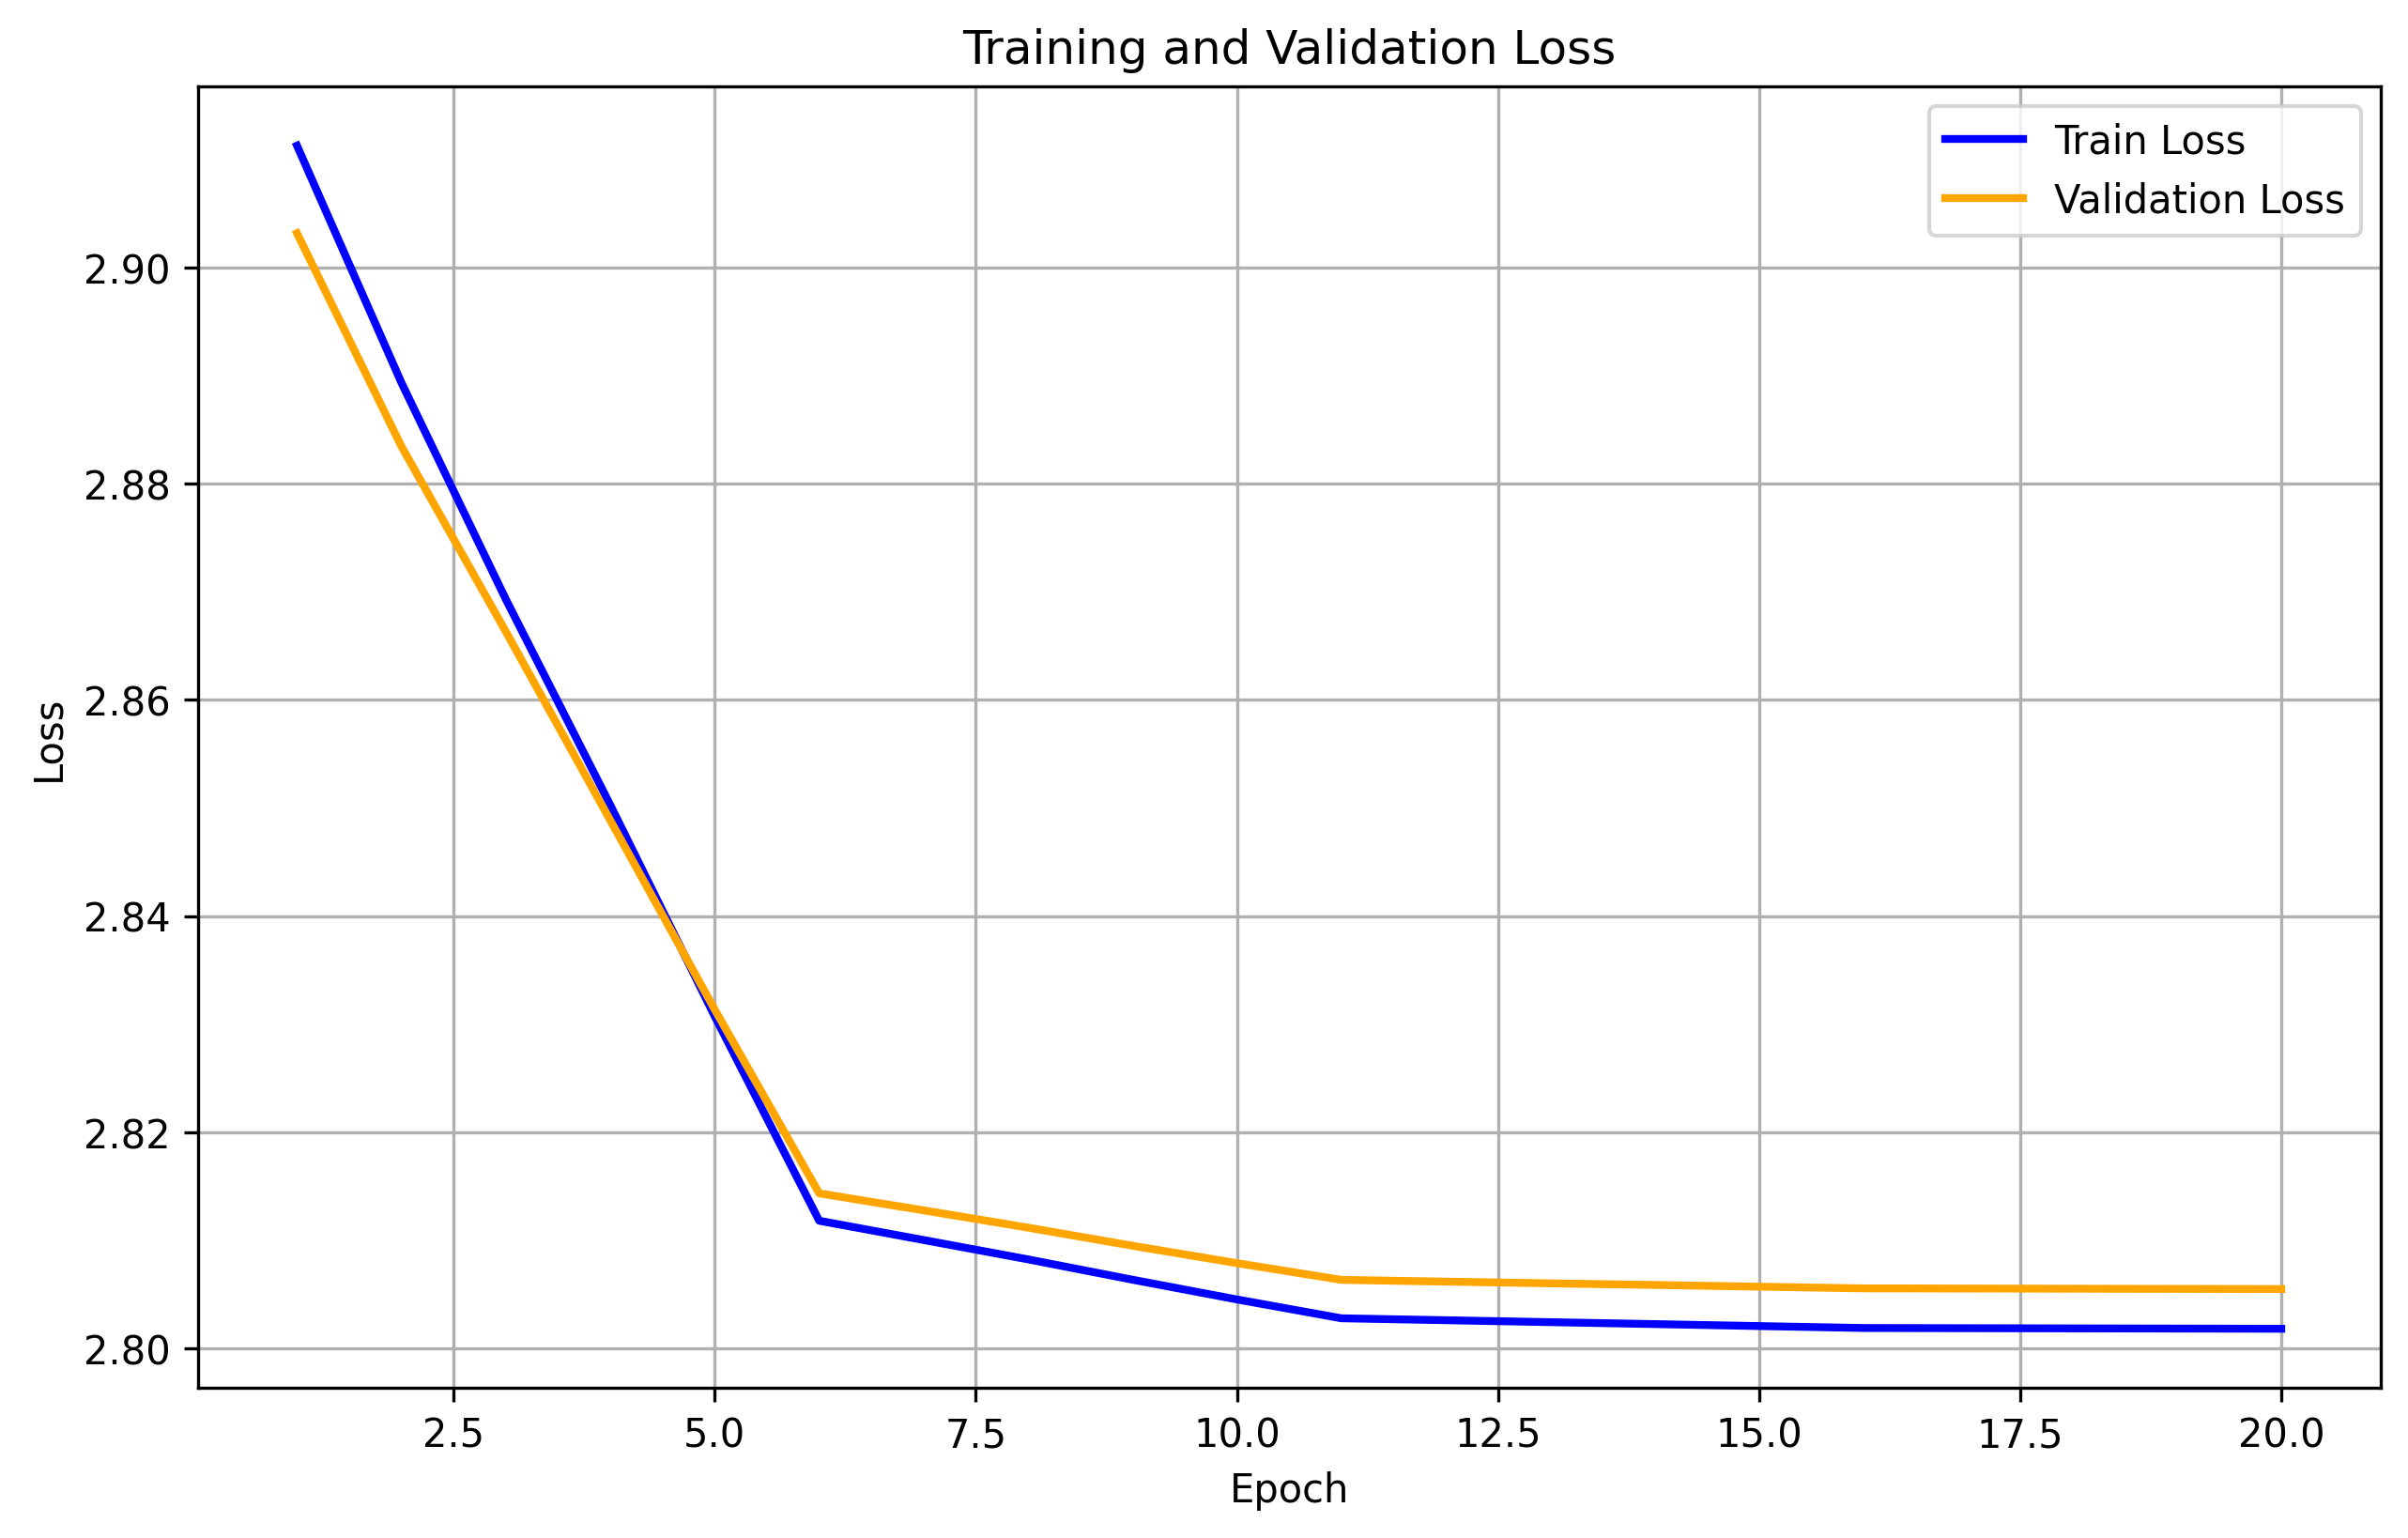 Training and Validation Loss
Train Loss
Validation Loss
2.90
2.88
2.86
2.84
2.82
2.80
Loss
2.5 5.0 7.5 10.0 12.5 15.0 17.5 20.0
Epoch